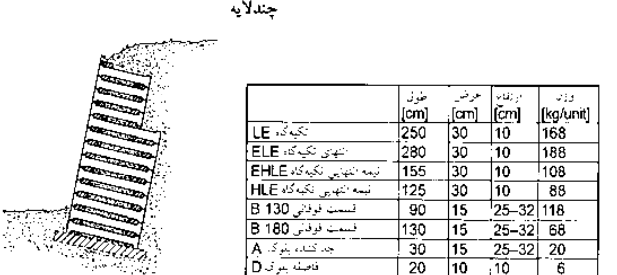 چندلایه
طول عرض ارتفاع وزن
[cm] [cm] [cm] [kg/unit]
LE تکیه‌گاه 250 30 10 168
ELE انتهای تکیه‌گاه 280 30 10 188
EHLE نیمه انتهایی تکیه‌گاه 155 30 10 108
HLE نیمه انتهایی تکیه‌گاه 125 30 10 88
B 130 قسمت فوقانی 90 15 25–32 118
B 180 قسمت فوقانی 130 15 25–32 68
A جداکننده بلوک 30 15 25–32 20
D فاصله بلوک 20 10 10 6